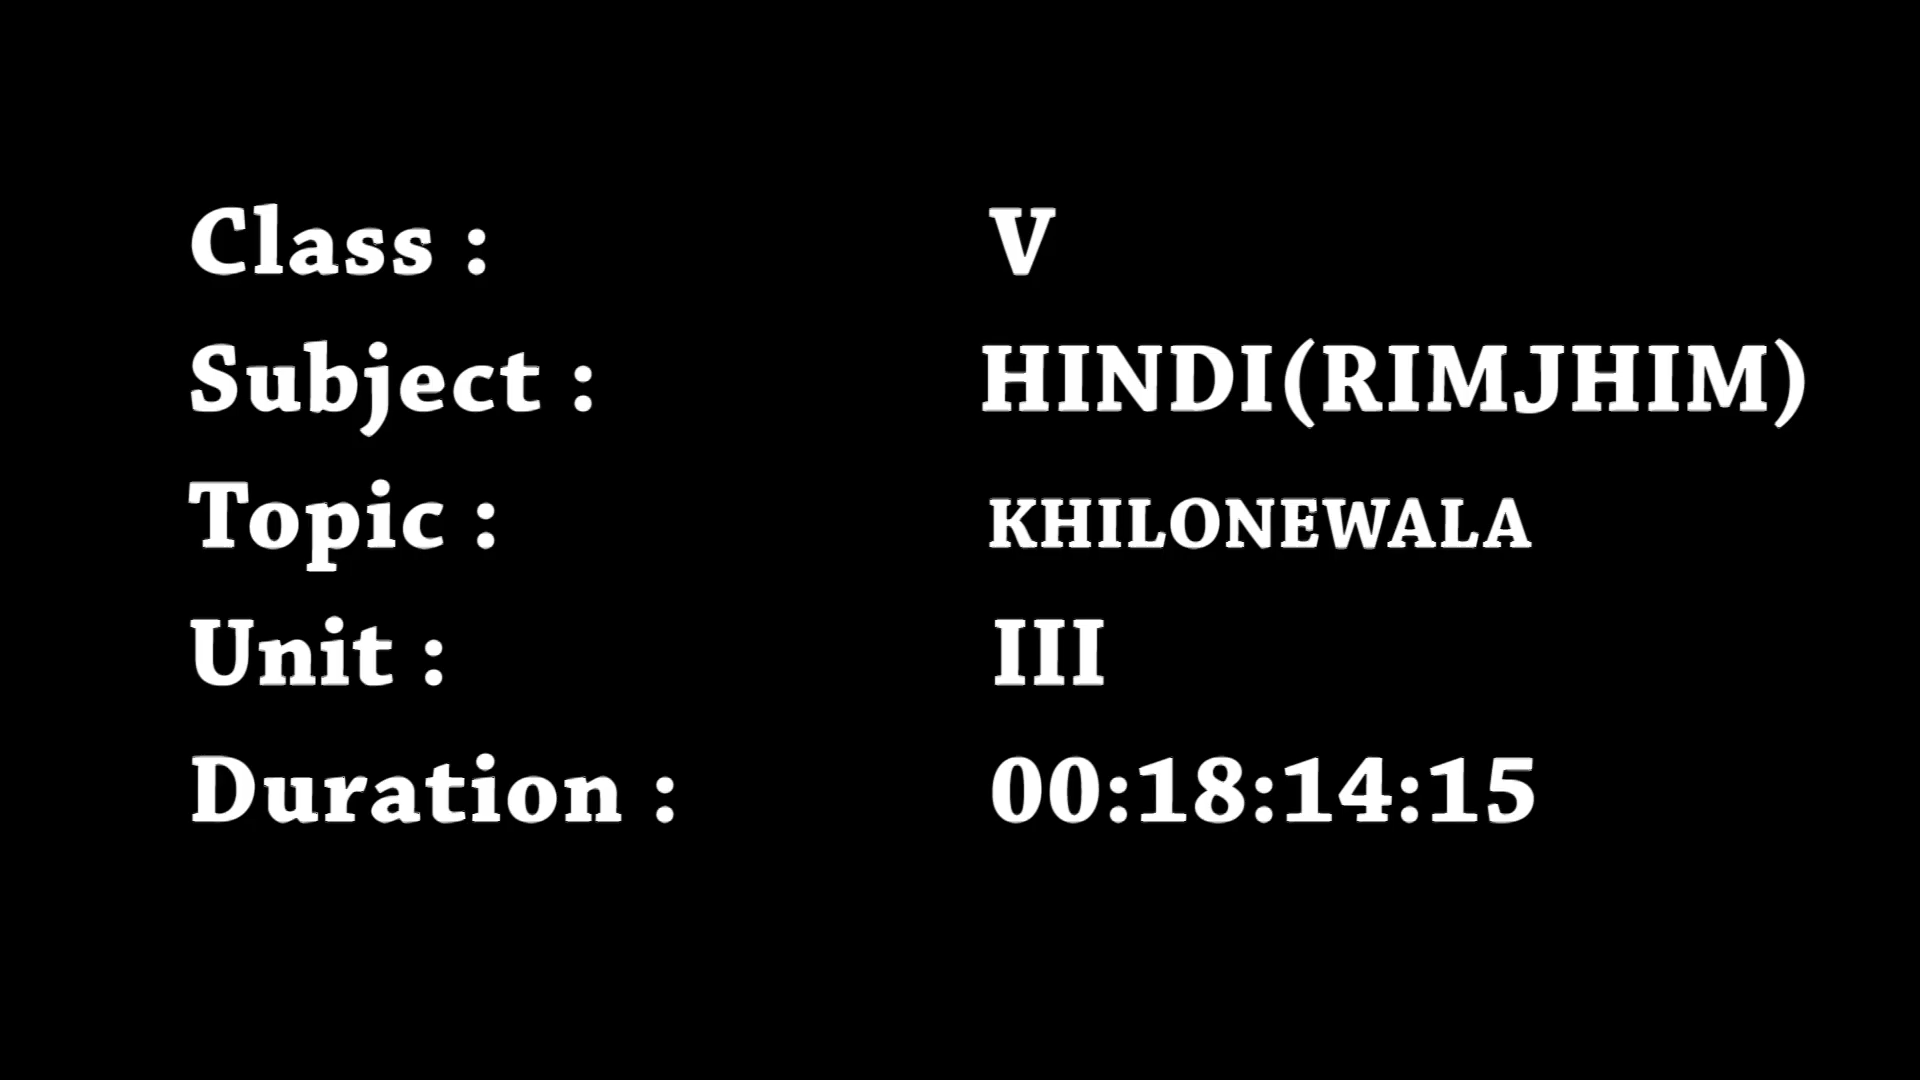 Class : V
Subject : HINDI(RIMJHIM)
Topic : KHILONEWALA
Unit : III
Duration : 00:18:14:15